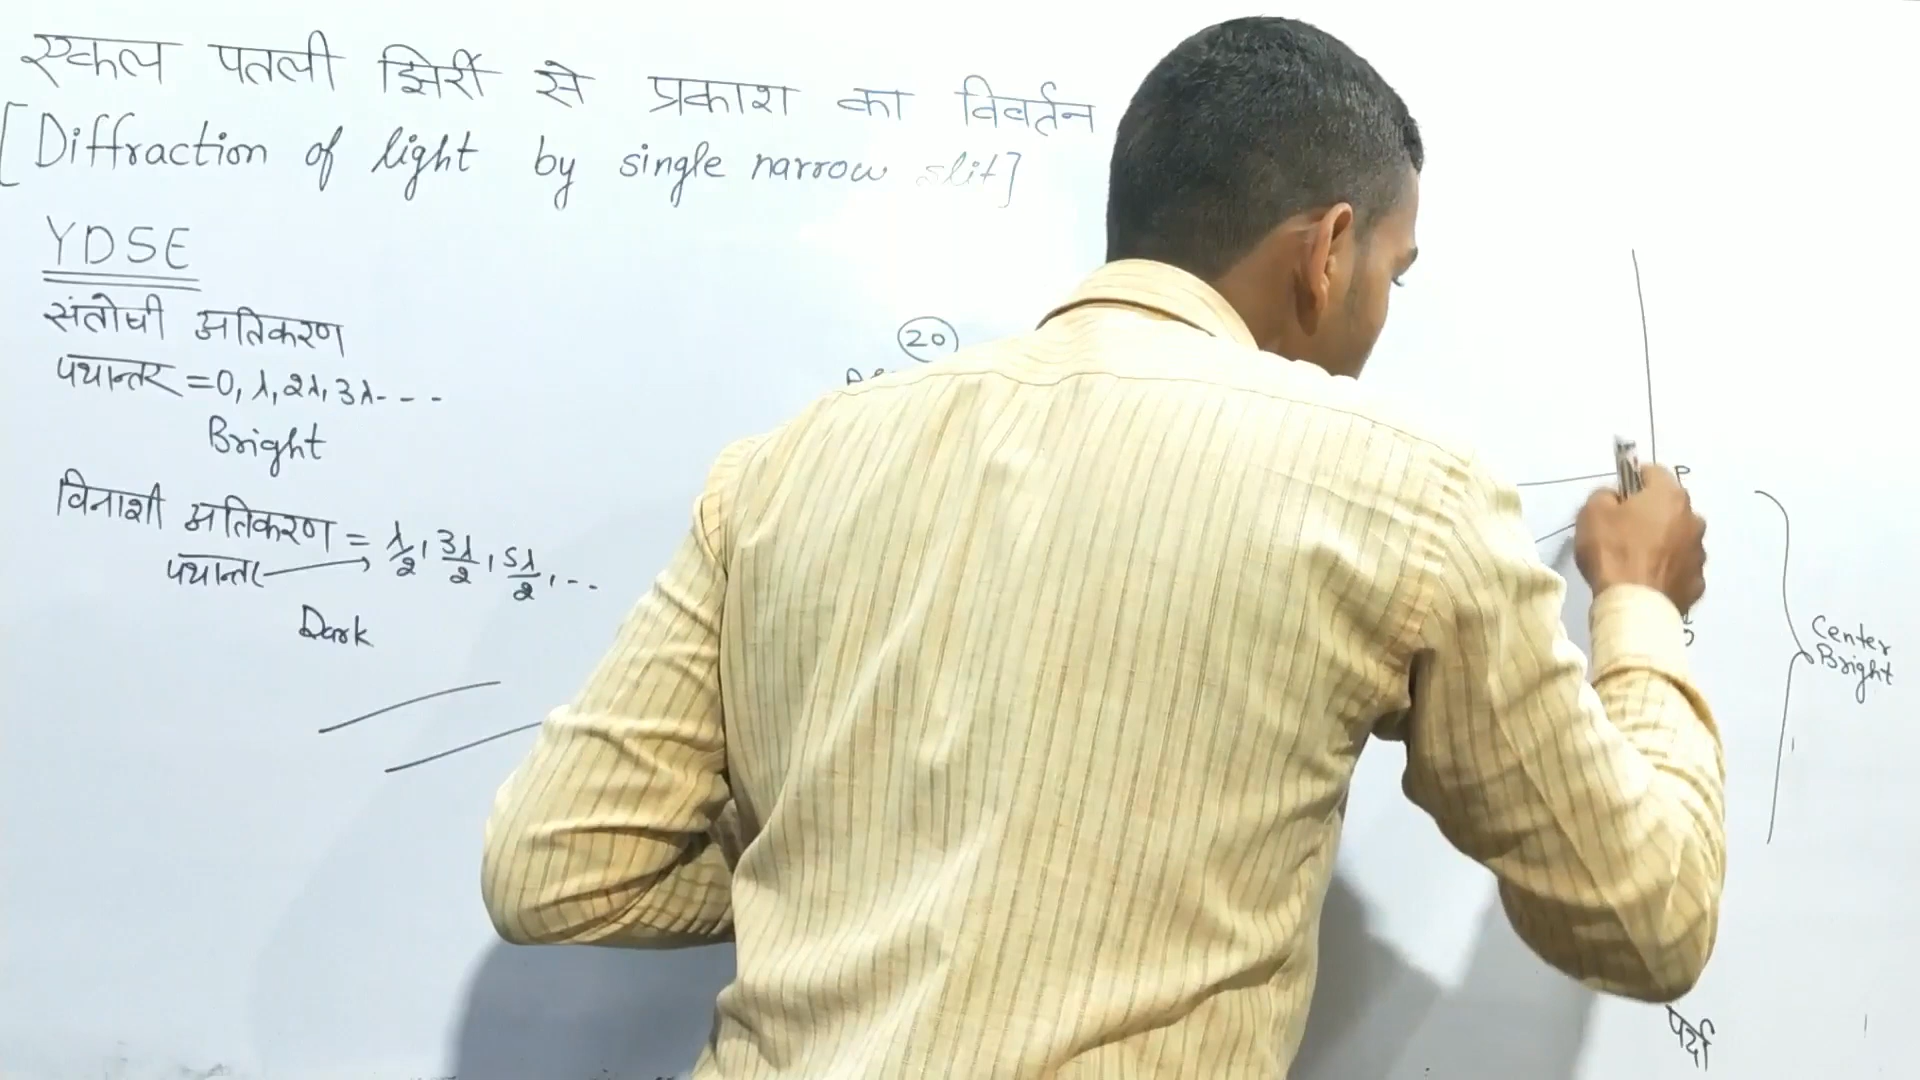 एकल पतली झिर्री से प्रकाश का विवर्तन
[Diffraction of light by single narrow slit]
YDSE
संतोषी अतिकरण
पथान्तर = 0, λ, 2λ, 3λ - - -
Bright
विनाशी अतिकरण = λ/2, 3λ/2, 5λ/2, - -
पथान्तर
Dark
20
P
Center
Bright
पर्दा